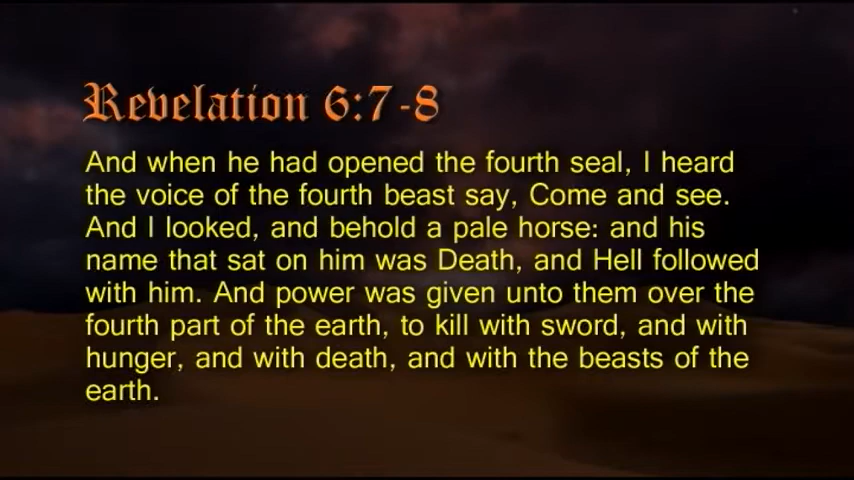 Revelation 6:7-8
And when he had opened the fourth seal, I heard
the voice of the fourth beast say, Come and see.
And I looked, and behold a pale horse: and his
name that sat on him was Death, and Hell followed
with him. And power was given unto them over the
fourth part of the earth, to kill with sword, and with
hunger, and with death, and with the beasts of the
earth.